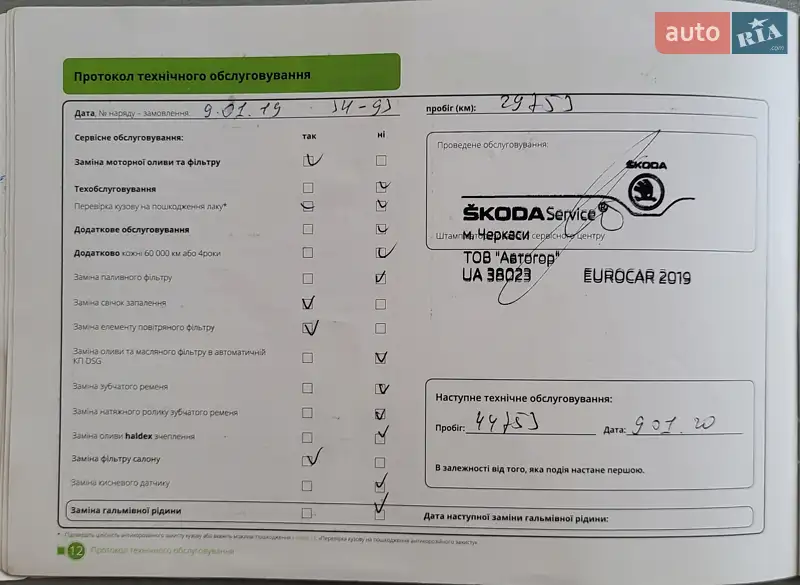 auto RIA .com
Протокол технічного обслуговування
Дата, № наряду – замовлення: 9.01.19 34-93
пробіг (км): 29753
Сервісне обслуговування: так ні
Проведене обслуговування:
Заміна моторної оливи та фільтру
ŠKODA
Техобслуговування
Перевірка кузову на пошкодження лаку*
ŠKODA Service®
Додаткове обслуговування
м. Черкаси
сервісного центру
Додатково кожні 60 000 км або 4роки
ТОВ "Автогор"
Заміна паливного фільтру
UA 38023 EUROCAR 2019
Заміна свічок запалення
Заміна елементу повітряного фільтру
Заміна оливи та масляного фільтру в автоматичній
КП DSG
Заміна зубчатого ременя
Наступне технічне обслуговування:
Заміна натяжного ролику зубчатого ременя
Пробіг: 44753 Дата: 9 01. 20
Заміна оливи haldex зчеплення
Заміна фільтру салону
В залежності від того, яка подія настане першою.
Заміна кисневого датчику
Заміна гальмівної рідини
Дата наступної заміни гальмівної рідини:
12 Протокол технічного обслуговування